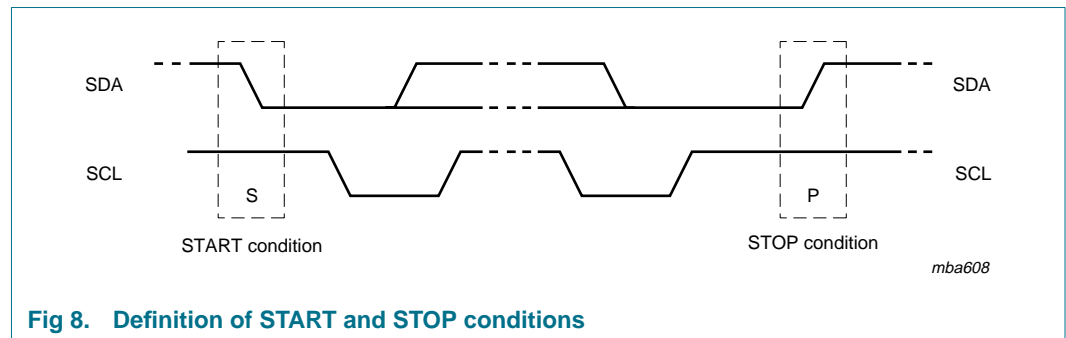 SDA
SDA
SCL
SCL
S
P
START condition
STOP condition
mba608
Fig 8. Definition of START and STOP conditions